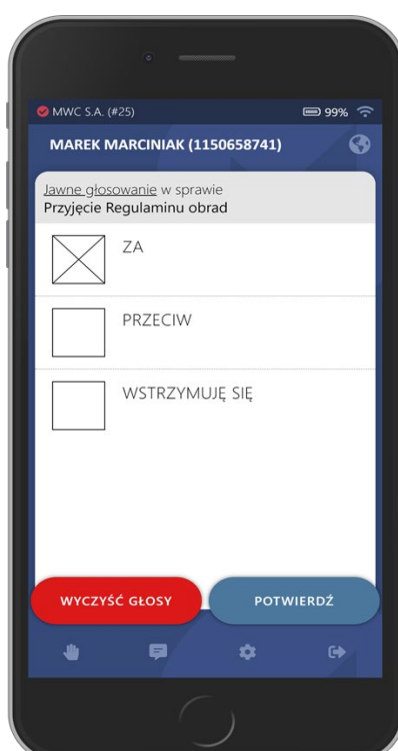 MWC S.A. (#25)
99%
MAREK MARCINIAK (1150658741)
Jawne głosowanie w sprawie
Przyjęcie Regulaminu obrad
ZA
PRZECIW
WSTRZYMUJĘ SIĘ
WYCZYŚĆ GŁOSY
POTWIERDŹ